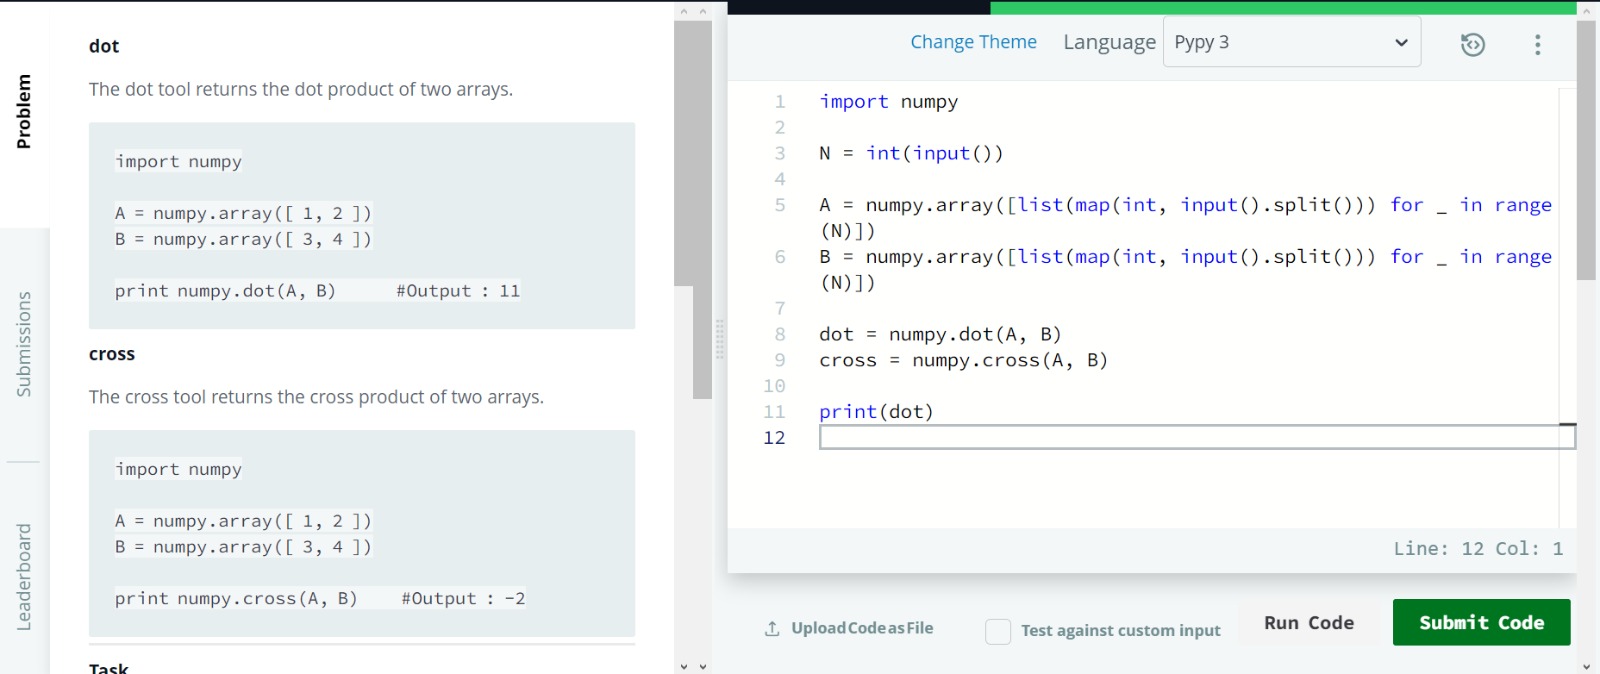 Problem
Submissions
Leaderboard
dot
The dot tool returns the dot product of two arrays.
import numpy
A = numpy.array([ 1, 2 ])
B = numpy.array([ 3, 4 ])
print numpy.dot(A, B)      #Output : 11
cross
The cross tool returns the cross product of two arrays.
import numpy
A = numpy.array([ 1, 2 ])
B = numpy.array([ 3, 4 ])
print numpy.cross(A, B)    #Output : -2
Task
Change Theme Language Pypy 3
1 import numpy
2
3 N = int(input())
4
5 A = numpy.array([list(map(int, input().split())) for _ in range
(N)])
6 B = numpy.array([list(map(int, input().split())) for _ in range
(N)])
7
8 dot = numpy.dot(A, B)
9 cross = numpy.cross(A, B)
10
11 print(dot)
12
Line: 12 Col: 1
Upload Code as File Test against custom input Run Code Submit Code